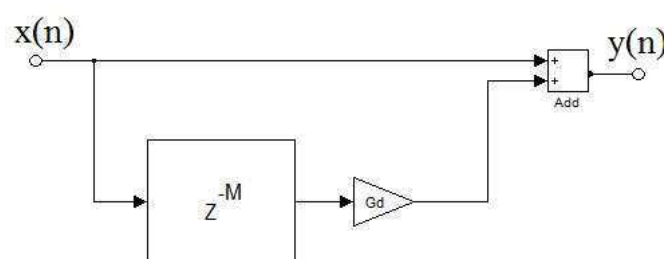 x(n)
y(n)
+
+
Add
Z^-M
Gd